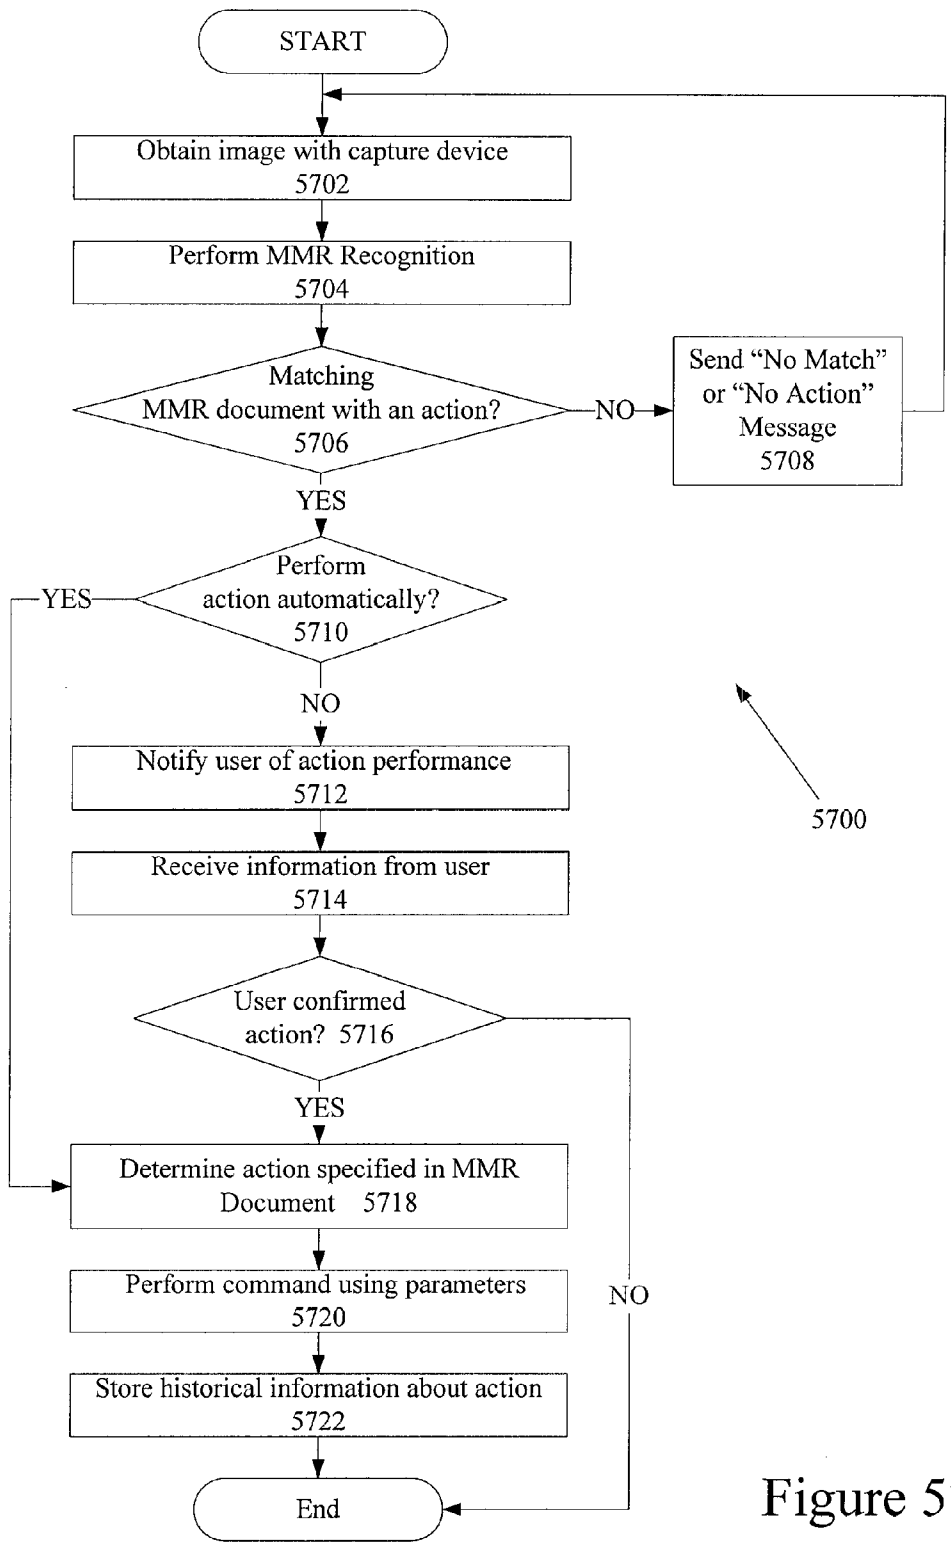 START
Obtain image with capture device
5702
Perform MMR Recognition
5704
Matching
MMR document with an action?
5706
NO
Send “No Match”
or “No Action”
Message
5708
YES
Perform
action automatically?
5710
YES
NO
Notify user of action performance
5712
5700
Receive information from user
5714
User confirmed
action? 5716
YES
Determine action specified in MMR
Document 5718
Perform command using parameters
5720
NO
Store historical information about action
5722
End
Figure 5